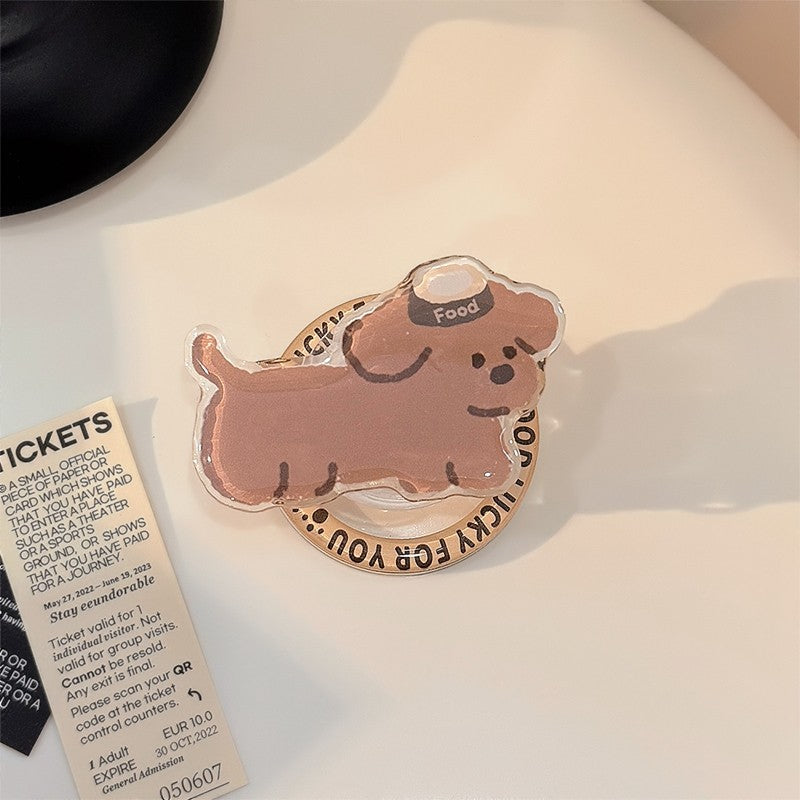 Food
LUCKY FOR YOU
TICKETS
A SMALL, OFFICIAL
PIECE OF PAPER OR
CARD WHICH SHOWS
THAT YOU HAVE PAID
TO ENTER A PLACE
SUCH AS A THEATER
OR A SPORTS
GROUND, OR SHOWS
THAT YOU HAVE PAID
FOR A JOURNEY.
May 27, 2022 – June 19, 2023
Stay eeundorable
Ticket valid for 1
individual visitor. Not
valid for group visits.
Cannot be resold.
Any exit is final.
Please scan your QR
code at the ticket
control counters.
1 Adult EUR 10.0
EXPIRE 30 OCT,2022
General Admission
050607